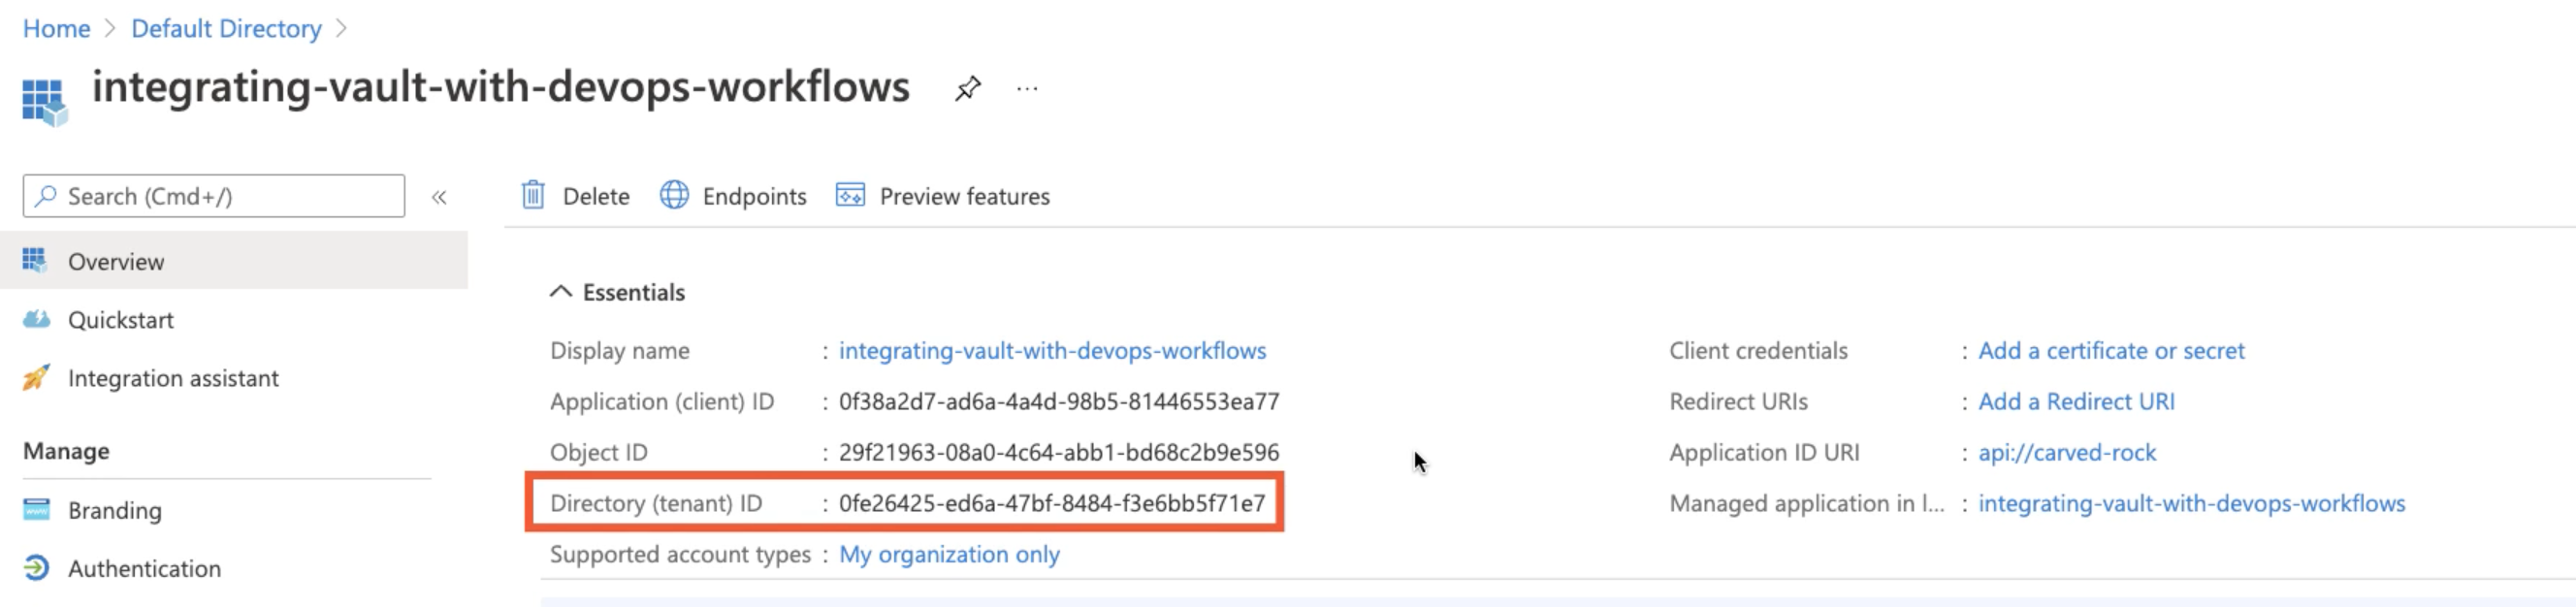 Home > Default Directory >
integrating-vault-with-devops-workflows ...
Search (Cmd+/) «
Delete Endpoints Preview features
Overview
Quickstart
Integration assistant
Manage
Branding
Authentication
Essentials
Display name : integrating-vault-with-devops-workflows
Application (client) ID : 0f38a2d7-ad6a-4a4d-98b5-81446553ea77
Object ID : 29f21963-08a0-4c64-abb1-bd68c2b9e596
Directory (tenant) ID : 0fe26425-ed6a-47bf-8484-f3e6bb5f71e7
Supported account types : My organization only
Client credentials : Add a certificate or secret
Redirect URIs : Add a Redirect URI
Application ID URI : api://carved-rock
Managed application in l... : integrating-vault-with-devops-workflows